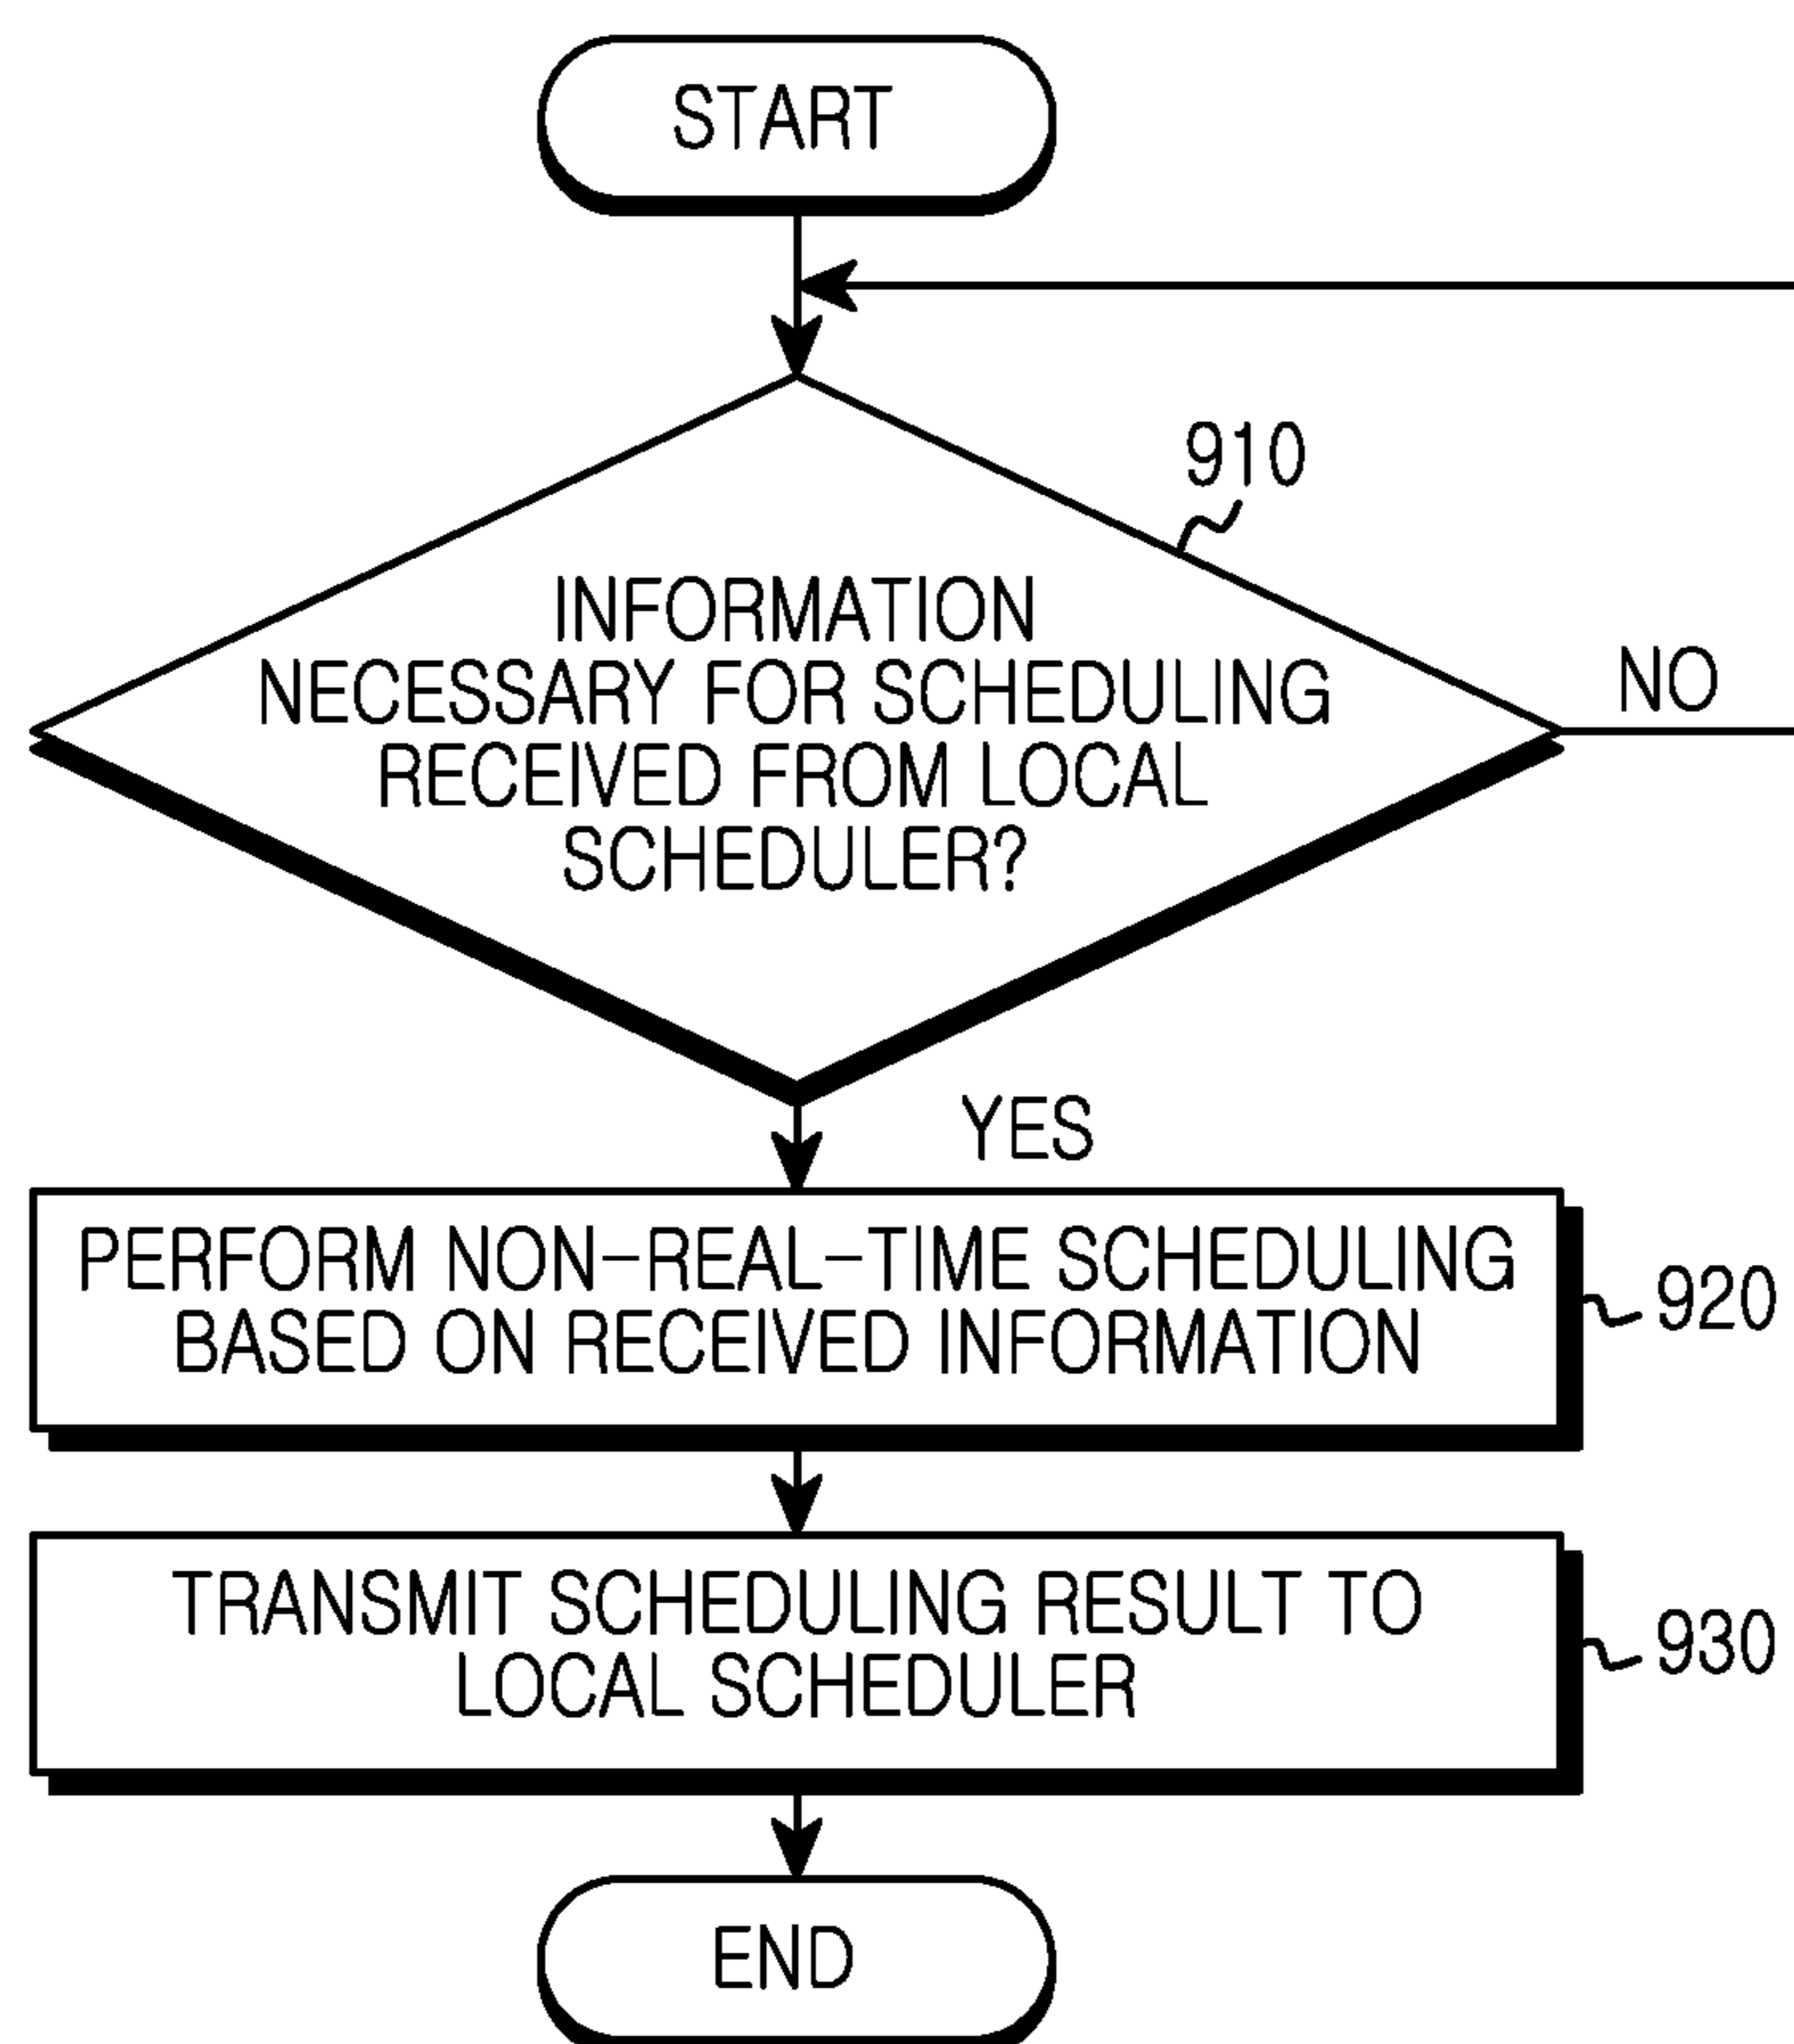 START
910
INFORMATION
NECESSARY FOR SCHEDULING
RECEIVED FROM LOCAL
SCHEDULER?
NO
YES
PERFORM NON-REAL-TIME SCHEDULING
BASED ON RECEIVED INFORMATION
920
TRANSMIT SCHEDULING RESULT TO
LOCAL SCHEDULER
930
END